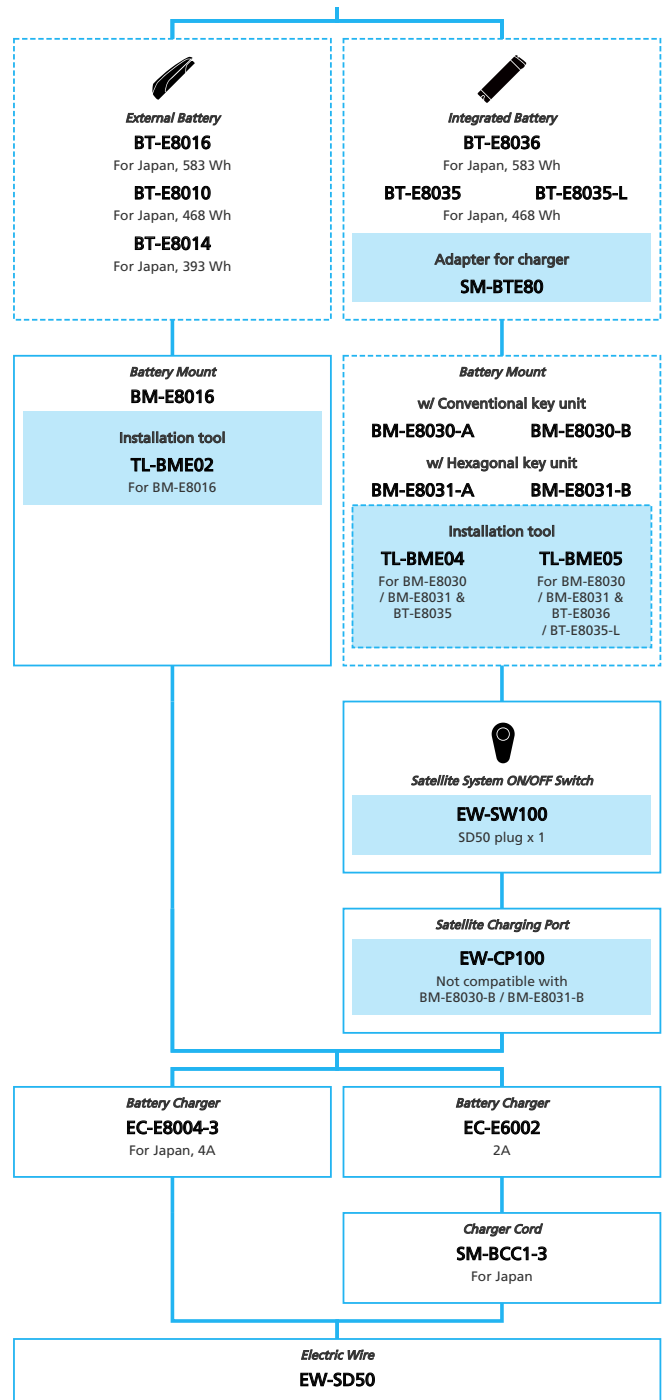 External Battery
BT-E8016
For Japan, 583 Wh
BT-E8010
For Japan, 468 Wh
BT-E8014
For Japan, 393 Wh
Integrated Battery
BT-E8036
For Japan, 583 Wh
BT-E8035 BT-E8035-L
For Japan, 468 Wh
Adapter for charger
SM-BTE80
Battery Mount
BM-E8016
Installation tool
TL-BME02
For BM-E8016
Battery Mount
w/ Conventional key unit
BM-E8030-A BM-E8030-B
w/ Hexagonal key unit
BM-E8031-A BM-E8031-B
Installation tool
TL-BME04
For BM-E8030
/ BM-E8031 &
BT-E8035
TL-BME05
For BM-E8030
/ BM-E8031 &
BT-E8036
/ BT-E8035-L
Satellite System ON/OFF Switch
EW-SW100
SD50 plug x 1
Satellite Charging Port
EW-CP100
Not compatible with
BM-E8030-B / BM-E8031-B
Battery Charger
EC-E8004-3
For Japan, 4A
Battery Charger
EC-E6002
2A
Charger Cord
SM-BCC1-3
For Japan
Electric Wire
EW-SD50